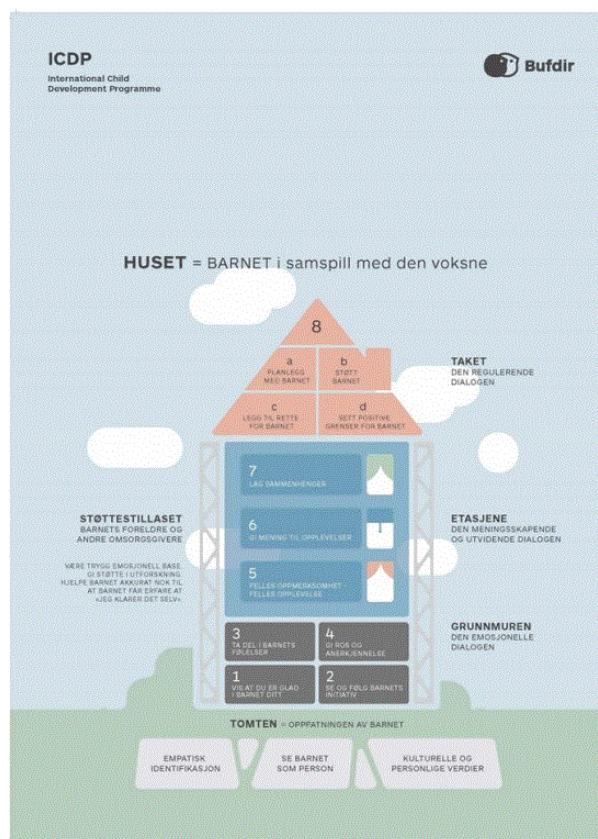 ICDP
International Child
Development Programme
Bufdir
HUSET = BARNET i samspill med den voksne
8
a
PLANLEGG
MED BARNET
b
STØTT
BARNET
c
LEGG TIL RETTE
FOR BARNET
d
SETT POSITIVE
GRENSER FOR BARNET
TAKET
DEN REGULERENDE
DIALOGEN
7
LAG SAMMENHENGER
6
GI MENING TIL OPPLEVELSER
5
FELLES OPPMERKSOMHET -
FELLES OPPLEVELSE
STØTTESTILLASET
BARNETS FORELDRE OG
ANDRE OMSORGSGIVERE
VÆRE TRYGG EMOSJONELL BASE,
GI STØTTE I UTFORSKNING.
HJELPE BARNET AKKURAT NOK TIL
AT BARNET FÅR ERFARE AT
«JEG KLARER DET SELV».
ETASJENE
DEN MENINGSSKAPENDE
OG UTVIDENDE DIALOGEN
3
TA DEL I BARNETS
FØLELSER
4
GI ROS OG
ANERKJENNELSE
1
VIS AT DU ER GLAD
I BARNET DITT
2
SE OG FØLG BARNETS
INITIATIV
GRUNNMUREN
DEN EMOSJONELLE
DIALOGEN
TOMTEN = OPPFATNINGEN AV BARNET
EMPATISK
IDENTIFIKASJON
SE BARNET
SOM PERSON
KULTURELLE OG
PERSONLIGE VERDIER